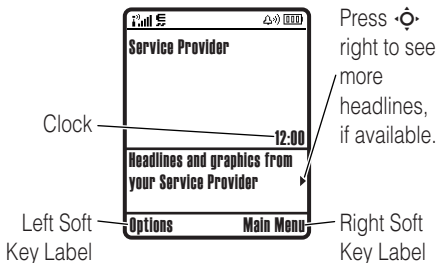 Service Provider
12:00
Headlines and graphics from
your Service Provider
Options Main Menu
Clock
Left Soft
Key Label
Press
right to see
more
headlines,
if available.
Right Soft
Key Label